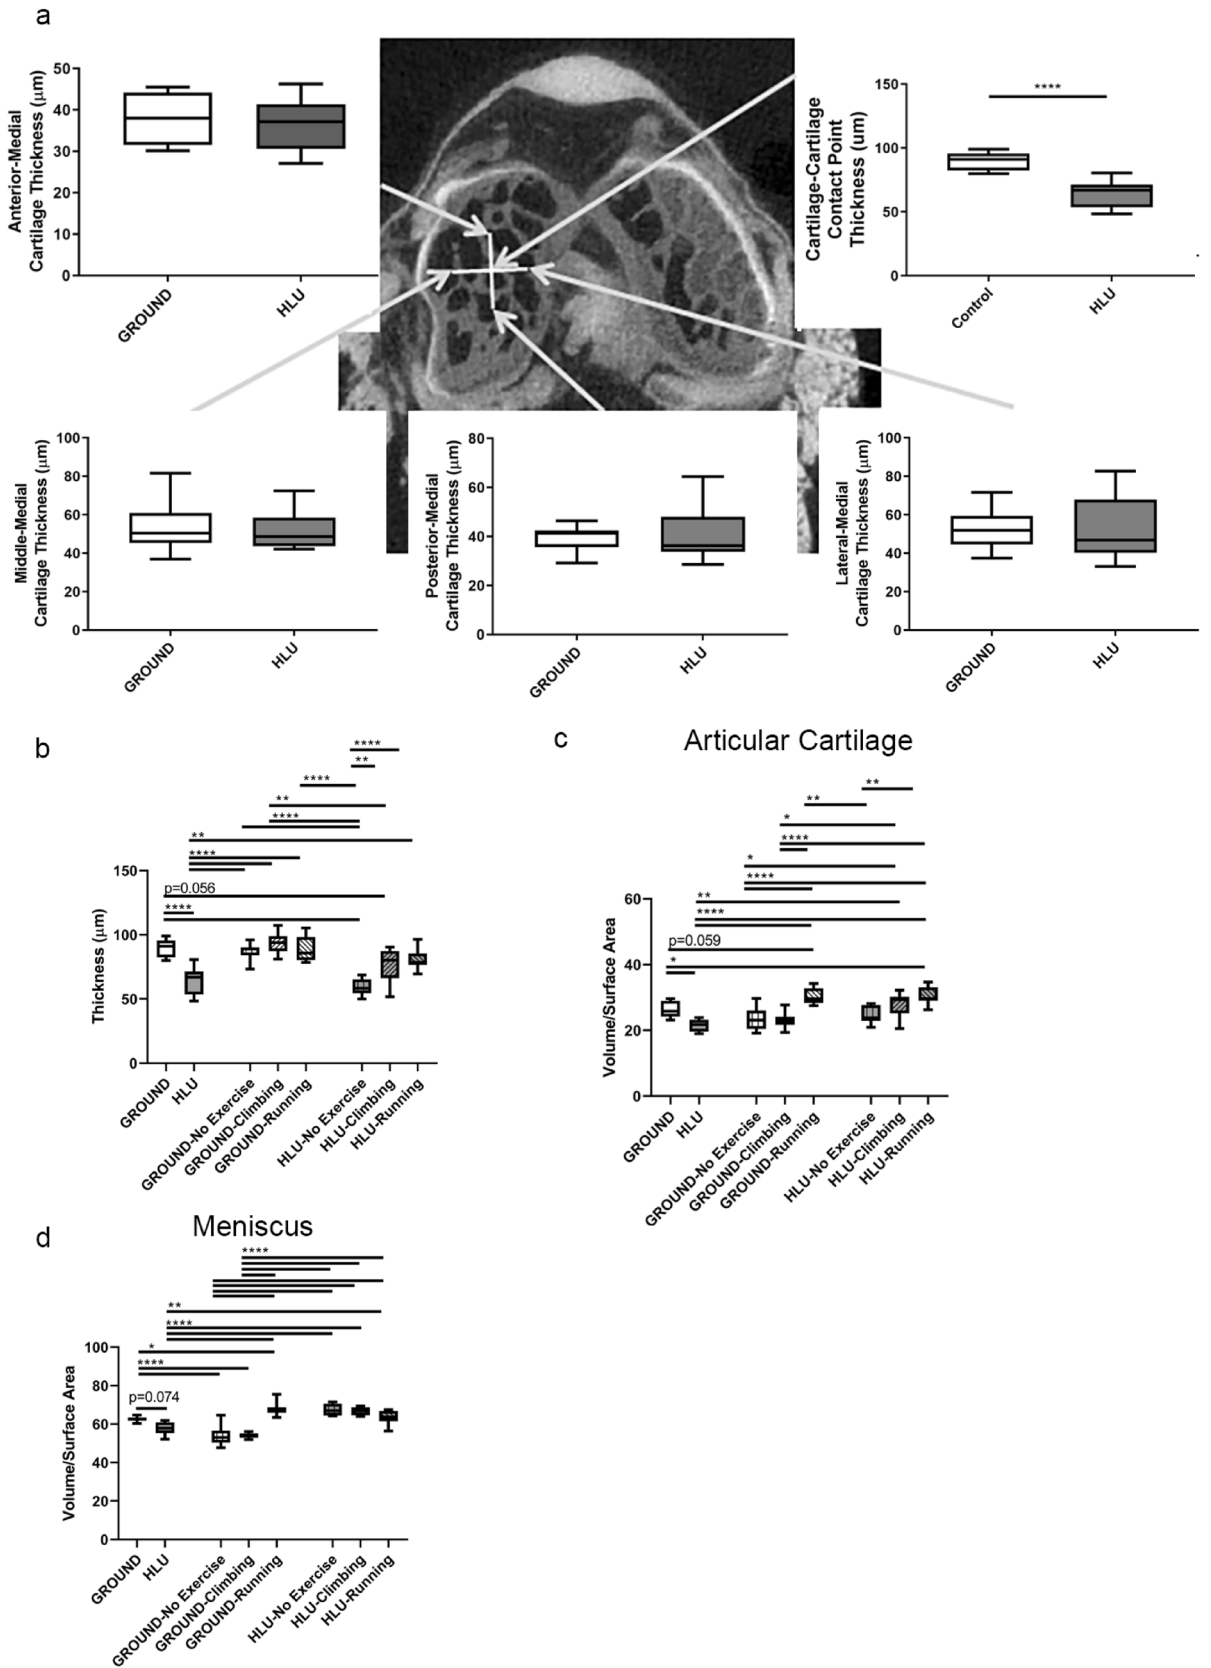 a
Anterior-Medial
Cartilage Thickness (μm)
50
40
30
20
10
0
GROUND
HLU
Cartilage-Cartilage
Contact Point
Thickness (um)
150
100
50
0
****
Control
HLU
Middle-Medial
Cartilage Thickness (μm)
100
80
60
40
20
0
GROUND
HLU
Posterior-Medial
Cartilage Thickness (μm)
80
60
40
20
0
GROUND
HLU
Lateral-Medial
Cartilage Thickness (μm)
100
80
60
40
20
0
GROUND
HLU
b
****
**
****
**
****
**
****
p=0.056
****
Thickness (μm)
150
100
50
0
GROUND
HLU
GROUND-No Exercise
GROUND-Climbing
GROUND-Running
HLU-No Exercise
HLU-Climbing
HLU-Running
c
Articular Cartilage
**
**
*
****
*
****
**
****
p=0.059
*
Volume/Surface Area
60
40
20
0
GROUND
HLU
GROUND-No Exercise
GROUND-Climbing
GROUND-Running
HLU-No Exercise
HLU-Climbing
HLU-Running
d
Meniscus
****
**
****
*
****
p=0.074
Volume/Surface Area
100
80
60
40
20
0
GROUND
HLU
GROUND-No Exercise
GROUND-Climbing
GROUND-Running
HLU-No Exercise
HLU-Climbing
HLU-Running